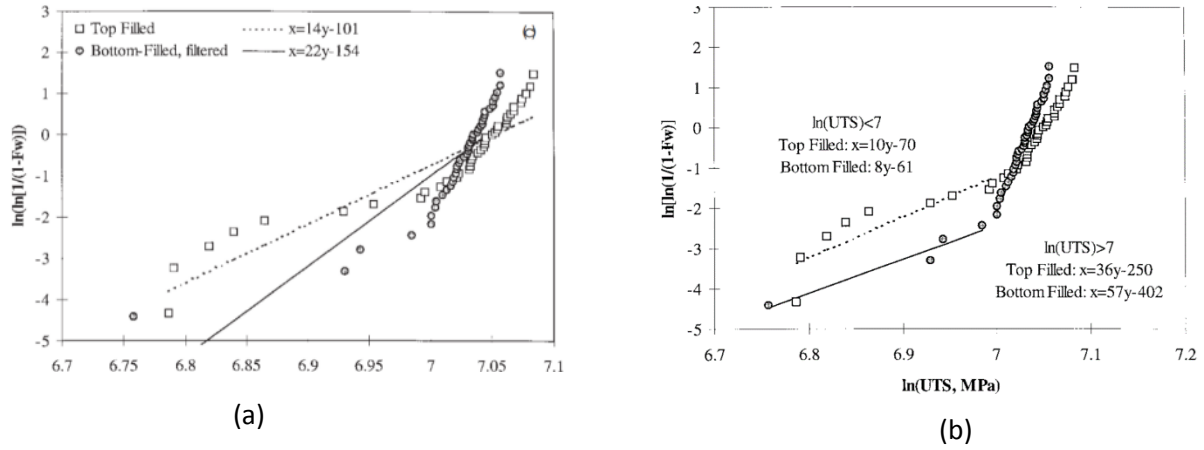 Top Filled
x=14y-101
Bottom-Filled, filtered
x=22y-154
ln(ln[1/(1-Fw)])
3
2
1
0
-1
-2
-3
-4
-5
6.7
6.75
6.8
6.85
6.9
6.95
7
7.05
7.1
(a)
ln[ln(1/(1-Fw)]
2
1
0
-1
-2
-3
-4
-5
ln(UTS)<7
Top Filled: x=10y-70
Bottom Filled: 8y-61
ln(UTS)>7
Top Filled: x=36y-250
Bottom Filled: x=57y-402
6.7
6.8
6.9
7
7.1
7.2
ln(UTS, MPa)
(b)